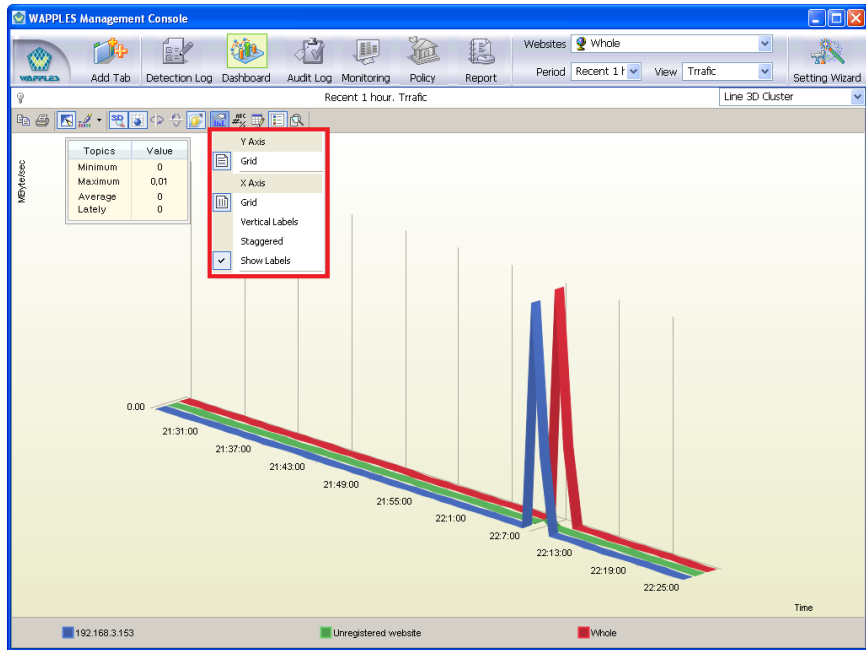 WAPPLES Management Console
WAPPLES
Add Tab
Detection Log
Dashboard
Audit Log
Monitoring
Policy
Report
Websites Whole
Period Recent 1 h View Trrafic
Setting Wizard
Recent 1 hour. Trrafic
Line 3D Cluster
3D
MByte/sec
Topics Value
Minimum 0
Maximum 0,01
Average 0
Lately 0
Y Axis
Grid
X Axis
Grid
Vertical Labels
Staggered
Show Labels
0.00
21:31:00
21:37:00
21:43:00
21:49:00
21:55:00
22:1:00
22:7:00
22:13:00
22:19:00
22:25:00
Time
192.168.3.153
Unregistered website
Whole